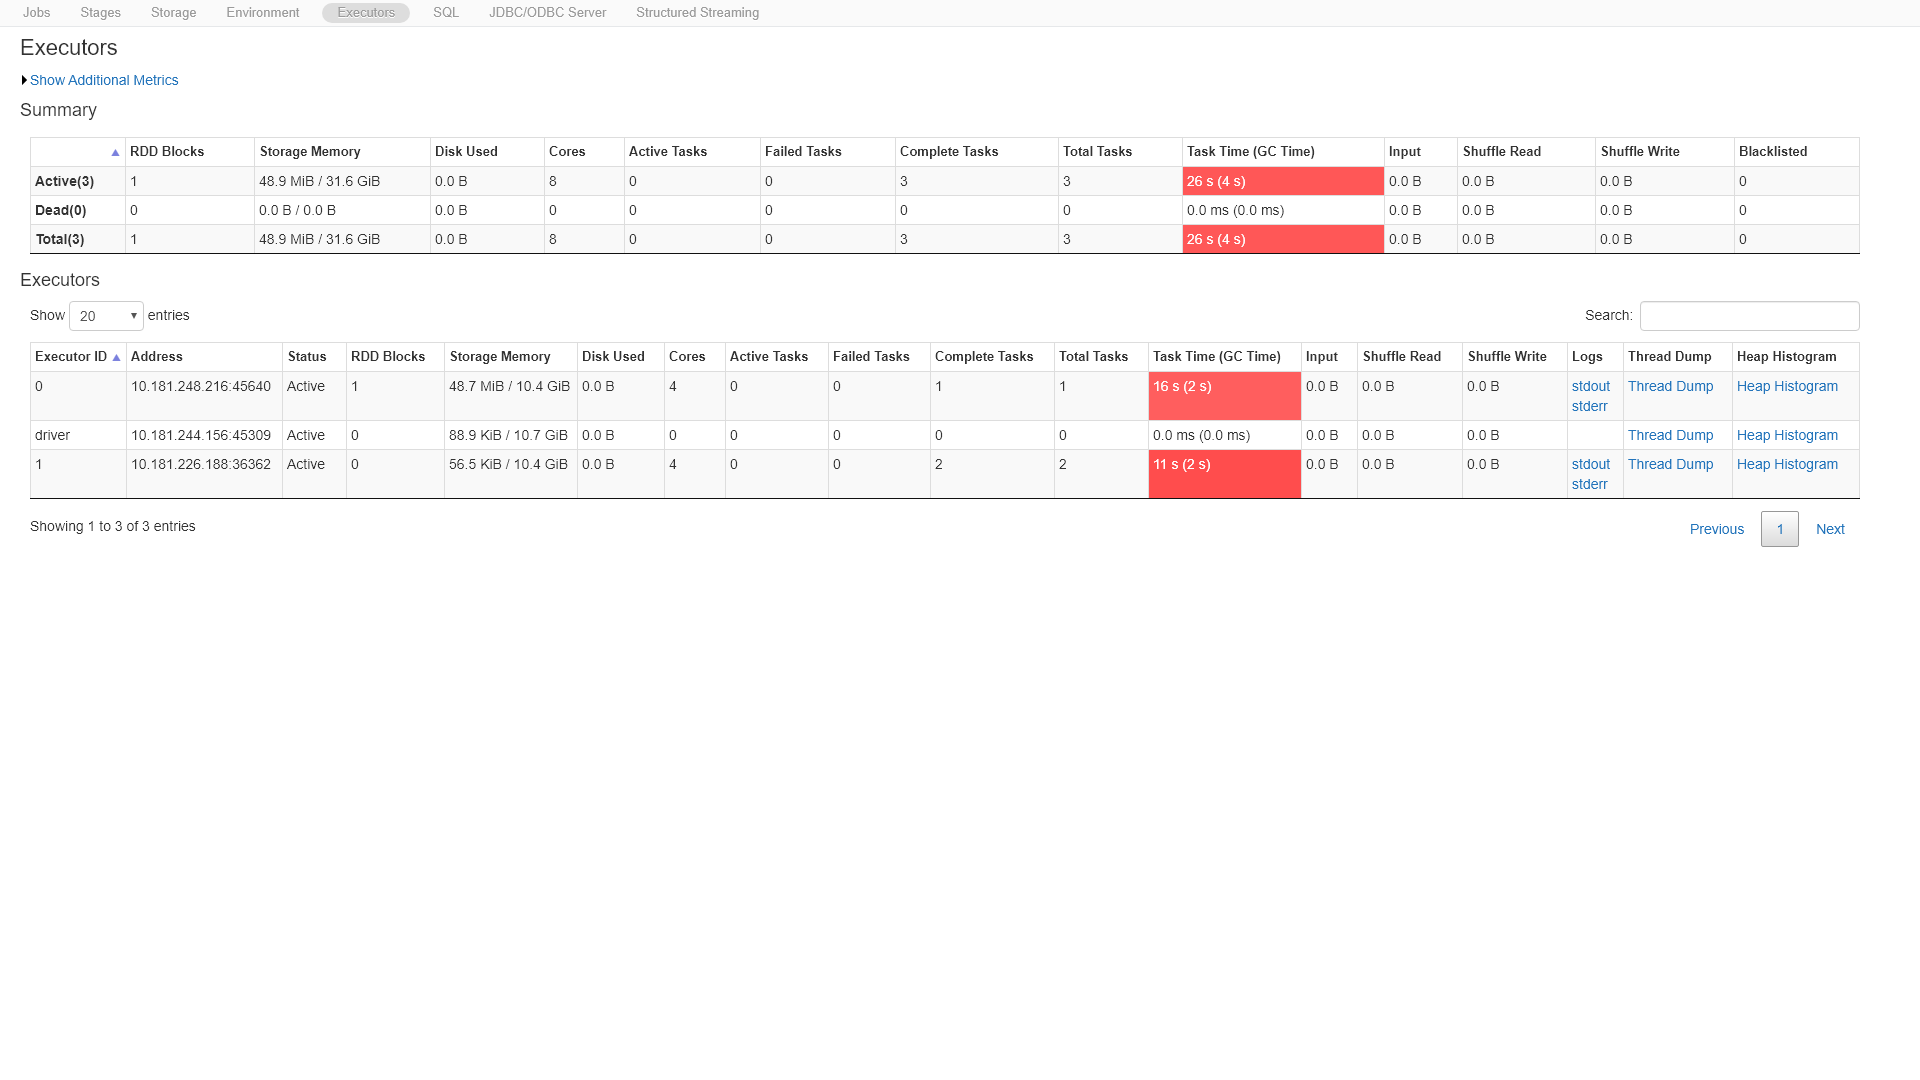 Jobs Stages Storage Environment Executors SQL JDBC/ODBC Server Structured Streaming
Executors
Show Additional Metrics
Summary
RDD Blocks Storage Memory Disk Used Cores Active Tasks Failed Tasks Complete Tasks Total Tasks Task Time (GC Time) Input Shuffle Read Shuffle Write Blacklisted
Active(3) 1 48.9 MiB / 31.6 GiB 0.0 B 8 0 0 3 3 26 s (4 s) 0.0 B 0.0 B 0.0 B 0
Dead(0) 0 0.0 B / 0.0 B 0.0 B 0 0 0 0 0 0.0 ms (0.0 ms) 0.0 B 0.0 B 0.0 B 0
Total(3) 1 48.9 MiB / 31.6 GiB 0.0 B 8 0 0 3 3 26 s (4 s) 0.0 B 0.0 B 0.0 B 0
Executors
Show 20 entries Search:
Executor ID Address Status RDD Blocks Storage Memory Disk Used Cores Active Tasks Failed Tasks Complete Tasks Total Tasks Task Time (GC Time) Input Shuffle Read Shuffle Write Logs Thread Dump Heap Histogram
0 10.181.248.216:45640 Active 1 48.7 MiB / 10.4 GiB 0.0 B 4 0 0 1 1 16 s (2 s) 0.0 B 0.0 B 0.0 B stdout Thread Dump Heap Histogram
stderr
driver 10.181.244.156:45309 Active 0 88.9 KiB / 10.7 GiB 0.0 B 0 0 0 0 0 0.0 ms (0.0 ms) 0.0 B 0.0 B 0.0 B Thread Dump Heap Histogram
1 10.181.226.188:36362 Active 0 56.5 KiB / 10.4 GiB 0.0 B 4 0 0 2 2 11 s (2 s) 0.0 B 0.0 B 0.0 B stdout Thread Dump Heap Histogram
stderr
Showing 1 to 3 of 3 entries Previous 1 Next